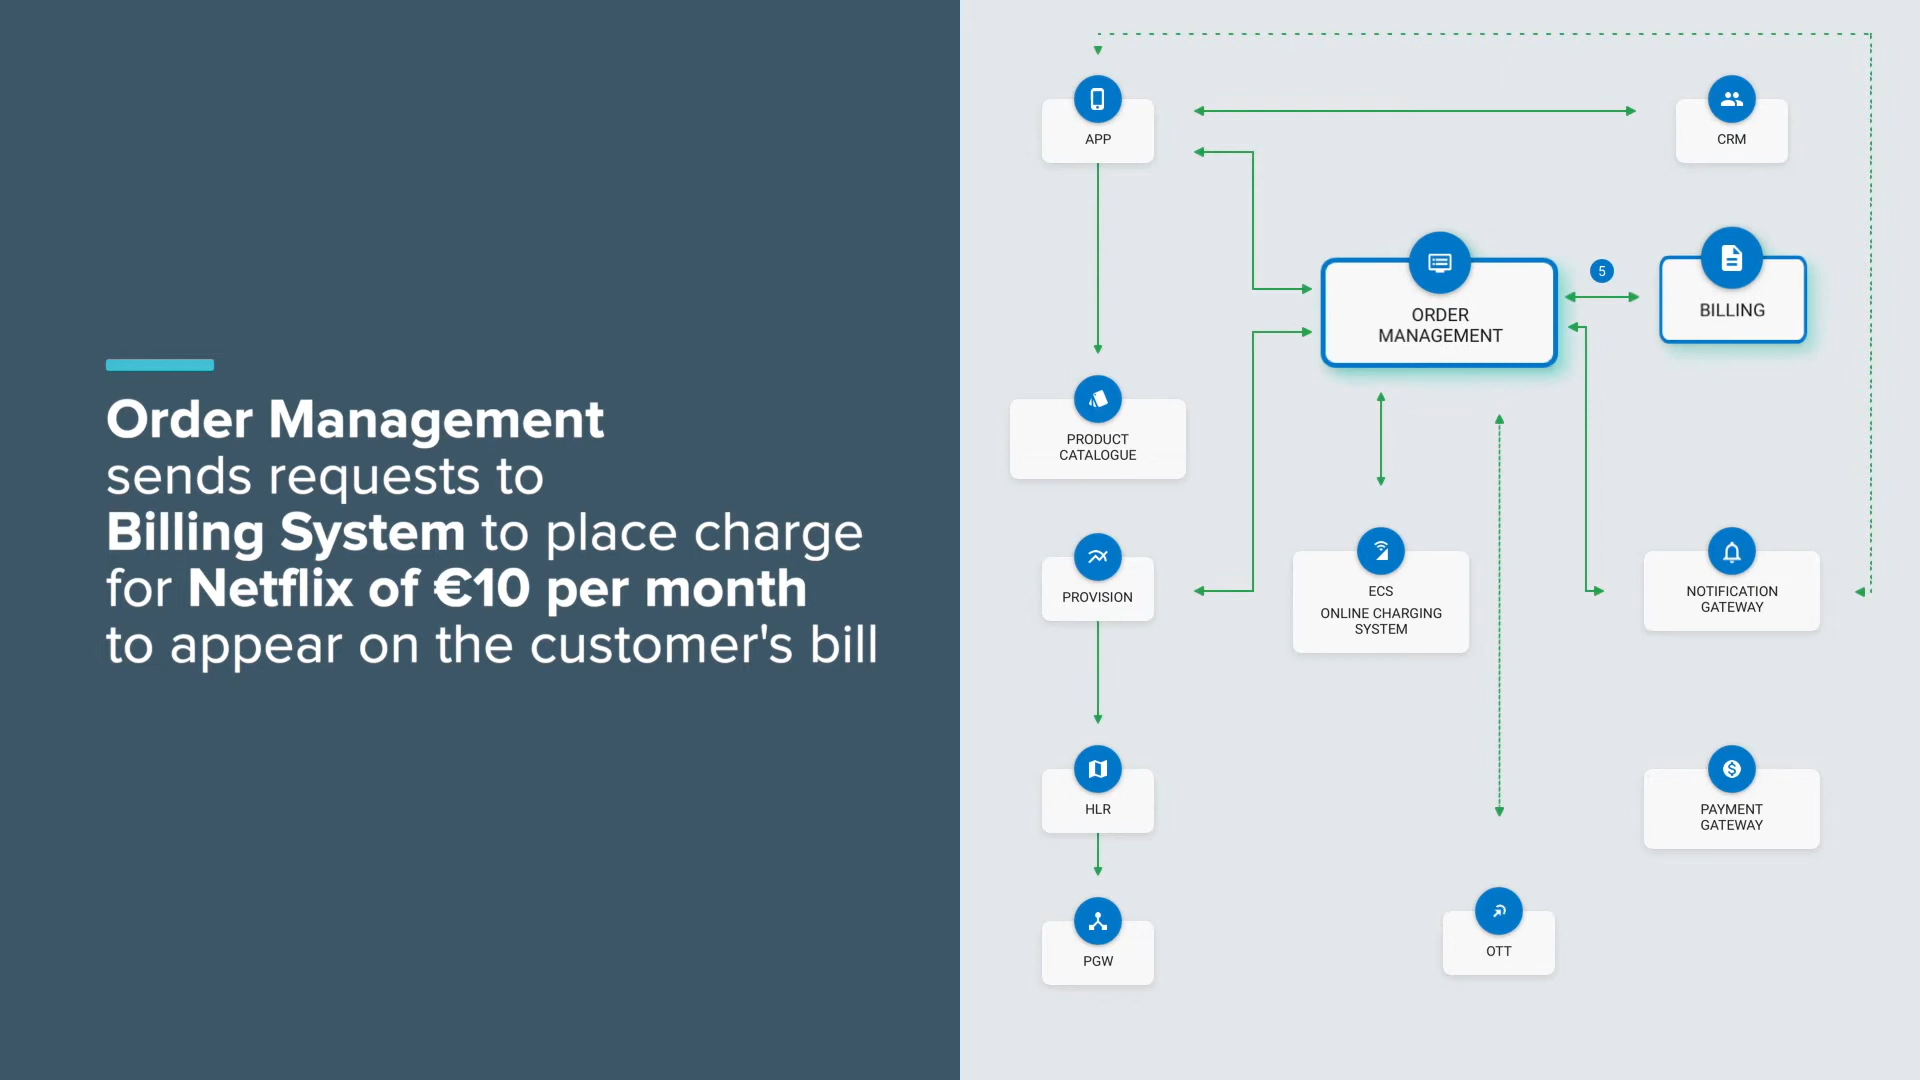 Order Management
sends requests to
Billing System to place charge
for Netflix of €10 per month
to appear on the customer's bill
APP
CRM
ORDER
MANAGEMENT
5
BILLING
PRODUCT
CATALOGUE
PROVISION
ECS
ONLINE CHARGING
SYSTEM
NOTIFICATION
GATEWAY
HLR
PAYMENT
GATEWAY
PGW
OTT